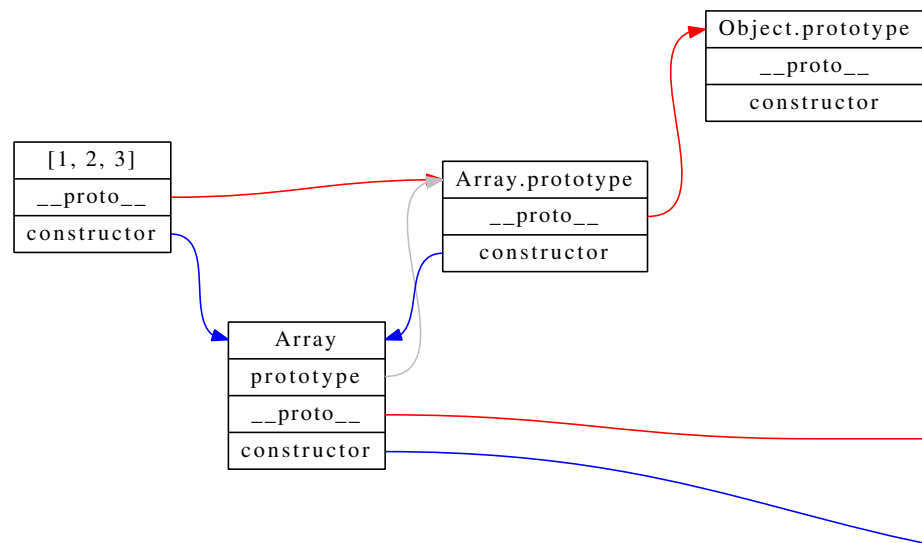 Object.prototype
__proto__
constructor
[1, 2, 3]
__proto__
constructor
Array.prototype
__proto__
constructor
Array
prototype
__proto__
constructor